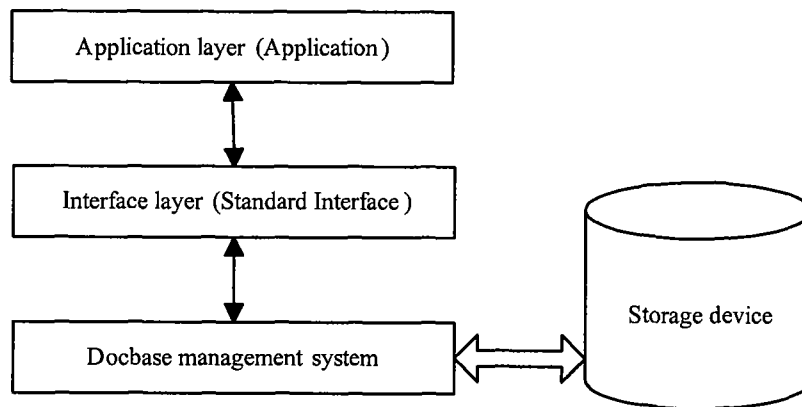 Application layer (Application)
Interface layer (Standard Interface)
Storage device
Docbase management system